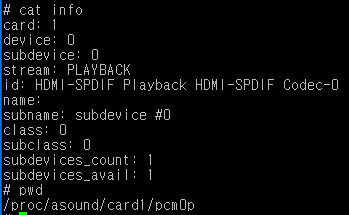 # cat info
card: 1
device: 0
subdevice: 0
stream: PLAYBACK
id: HDMI-SPDIF Playback HDMI-SPDIF Codec-0
name:
subname: subdevice #0
class: 0
subclass: 0
subdevices_count: 1
subdevices_avail: 1
# pwd
/proc/asound/card1/pcm0p
#